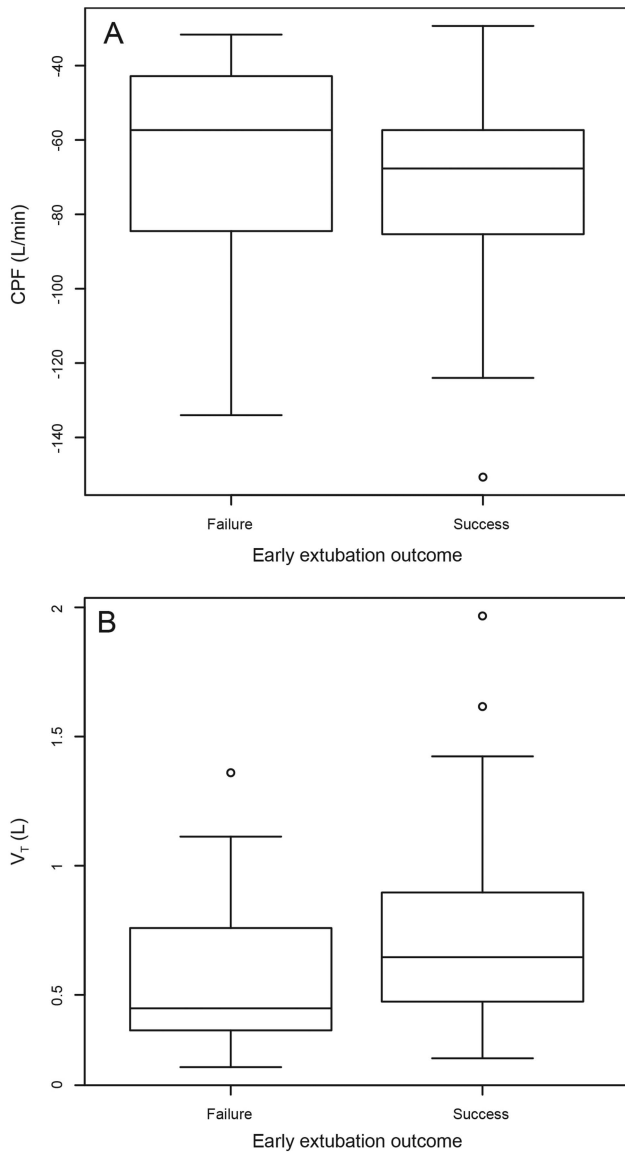 A
CPF (L/min)
-40
-60
-80
-100
-120
-140
Failure Success
Early extubation outcome
B
V_T (L)
2
1.5
1
0.5
0
Failure Success
Early extubation outcome